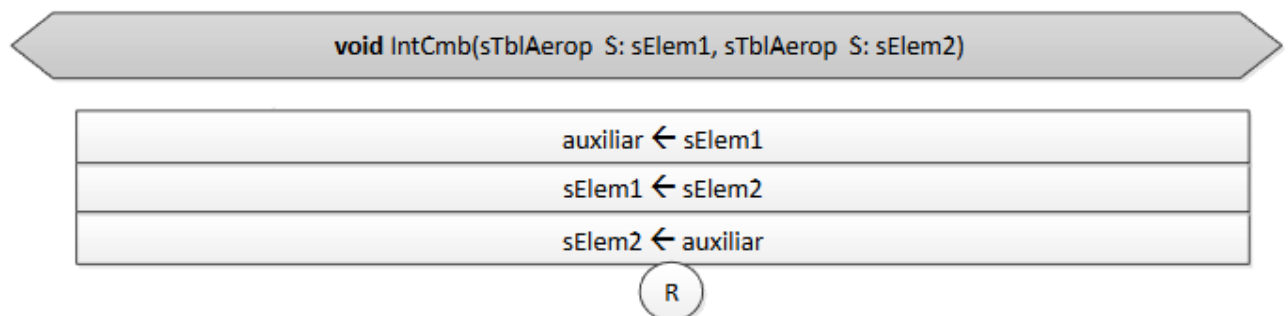 void IntCmb(sTblAerop S: sElem1, sTblAerop S: sElem2)
auxiliar ← sElem1
sElem1 ← sElem2
sElem2 ← auxiliar
R